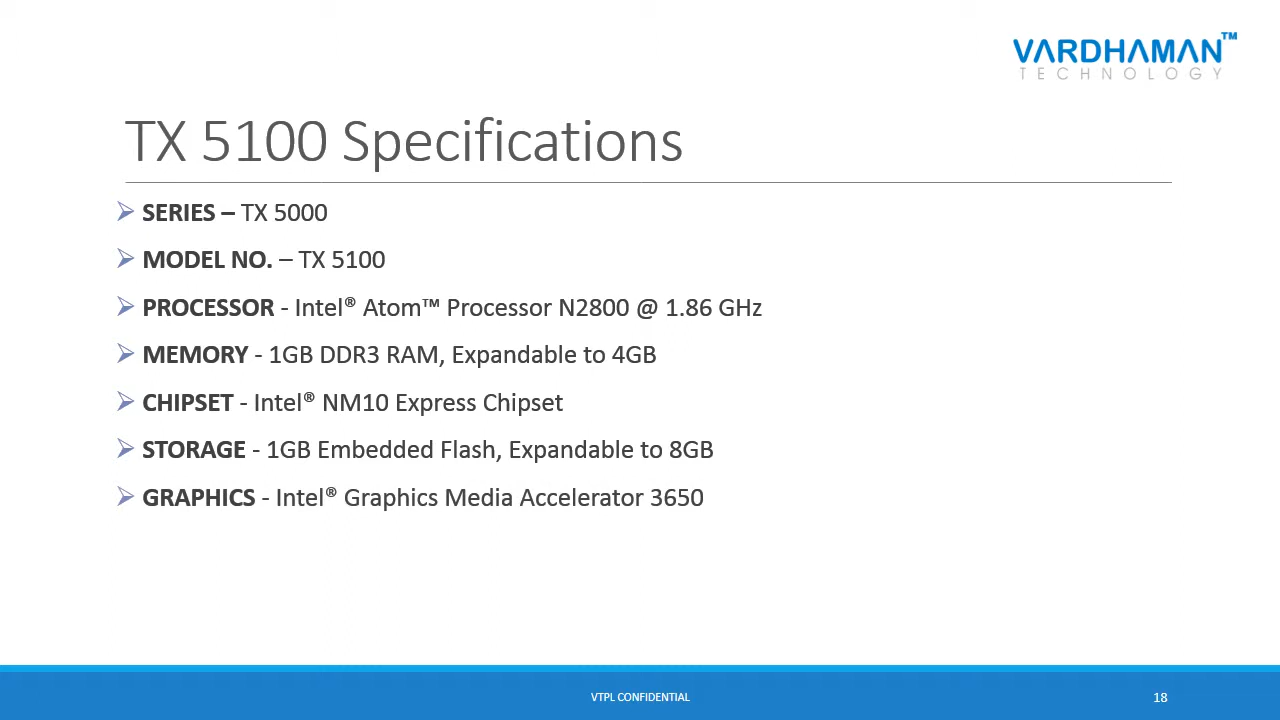 VARDHAMAN™
TECHNOLOGY
TX 5100 Specifications
➢ SERIES – TX 5000
➢ MODEL NO. – TX 5100
➢ PROCESSOR - Intel® Atom™ Processor N2800 @ 1.86 GHz
➢ MEMORY - 1GB DDR3 RAM, Expandable to 4GB
➢ CHIPSET - Intel® NM10 Express Chipset
➢ STORAGE - 1GB Embedded Flash, Expandable to 8GB
➢ GRAPHICS - Intel® Graphics Media Accelerator 3650
VTPL CONFIDENTIAL
18